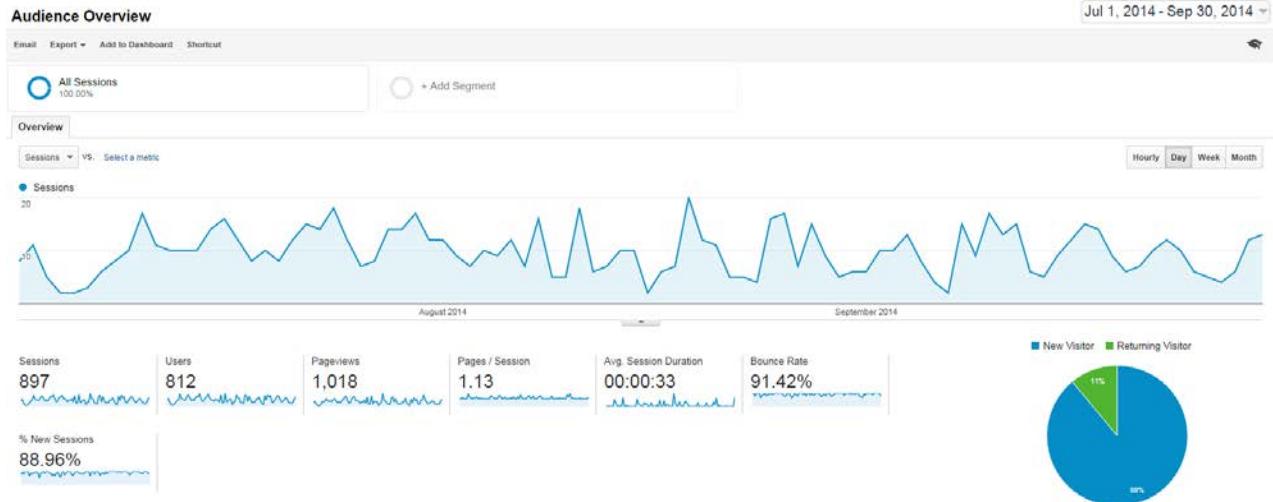 Audience Overview
Jul 1, 2014 - Sep 30, 2014
Email Export Add to Dashboard Shortcut
All Sessions
100.00%
+ Add Segment
Overview
Sessions VS. Select a metric
Hourly Day Week Month
Sessions
20
10
August 2014
September 2014
New Visitor Returning Visitor
Sessions
897
Users
812
Pageviews
1,018
Pages / Session
1.13
Avg. Session Duration
00:00:33
Bounce Rate
91.42%
11%
% New Sessions
88.96%